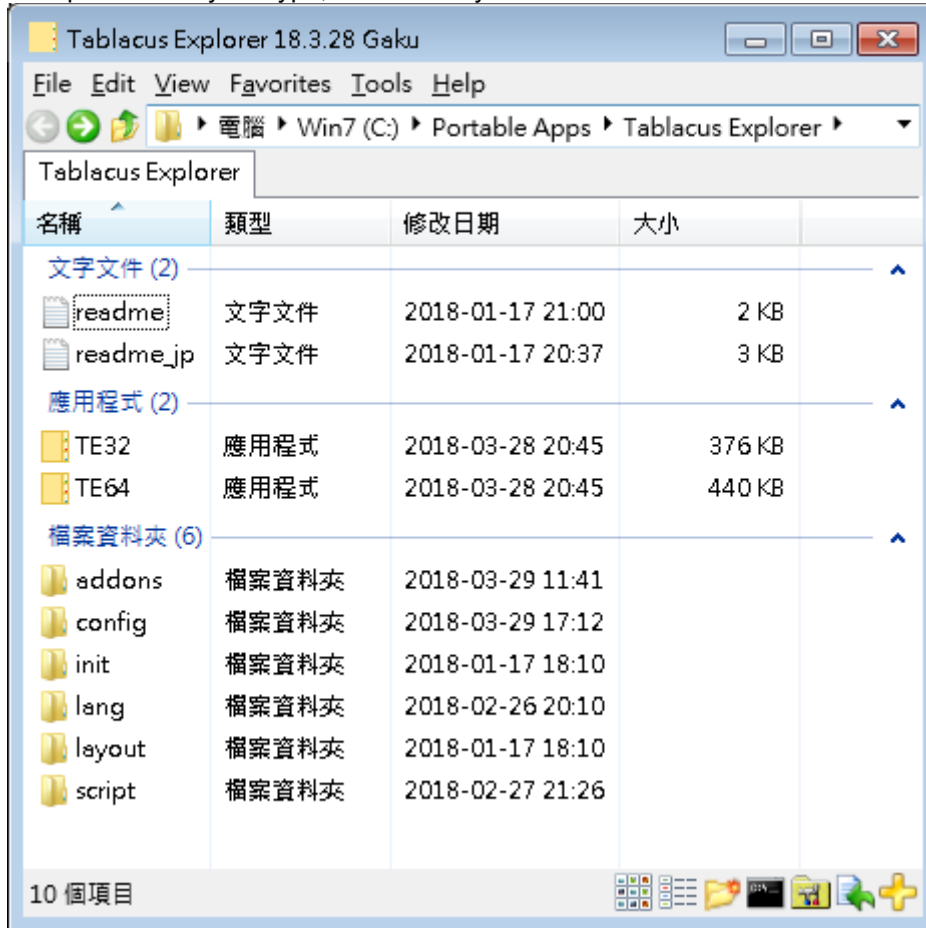 Tablacus Explorer 18.3.28 Gaku
File Edit View Favorites Tools Help
電腦 Win7 (C:) Portable Apps Tablacus Explorer
Tablacus Explorer
名稱 類型 修改日期 大小
文字文件 (2)
readme 文字文件 2018-01-17 21:00 2 KB
readme_jp 文字文件 2018-01-17 20:37 3 KB
應用程式 (2)
TE32 應用程式 2018-03-28 20:45 376 KB
TE64 應用程式 2018-03-28 20:45 440 KB
檔案資料夾 (6)
addons 檔案資料夾 2018-03-29 11:41
config 檔案資料夾 2018-03-29 17:12
init 檔案資料夾 2018-01-17 18:10
lang 檔案資料夾 2018-02-26 20:10
layout 檔案資料夾 2018-01-17 18:10
script 檔案資料夾 2018-02-27 21:26
10 個項目